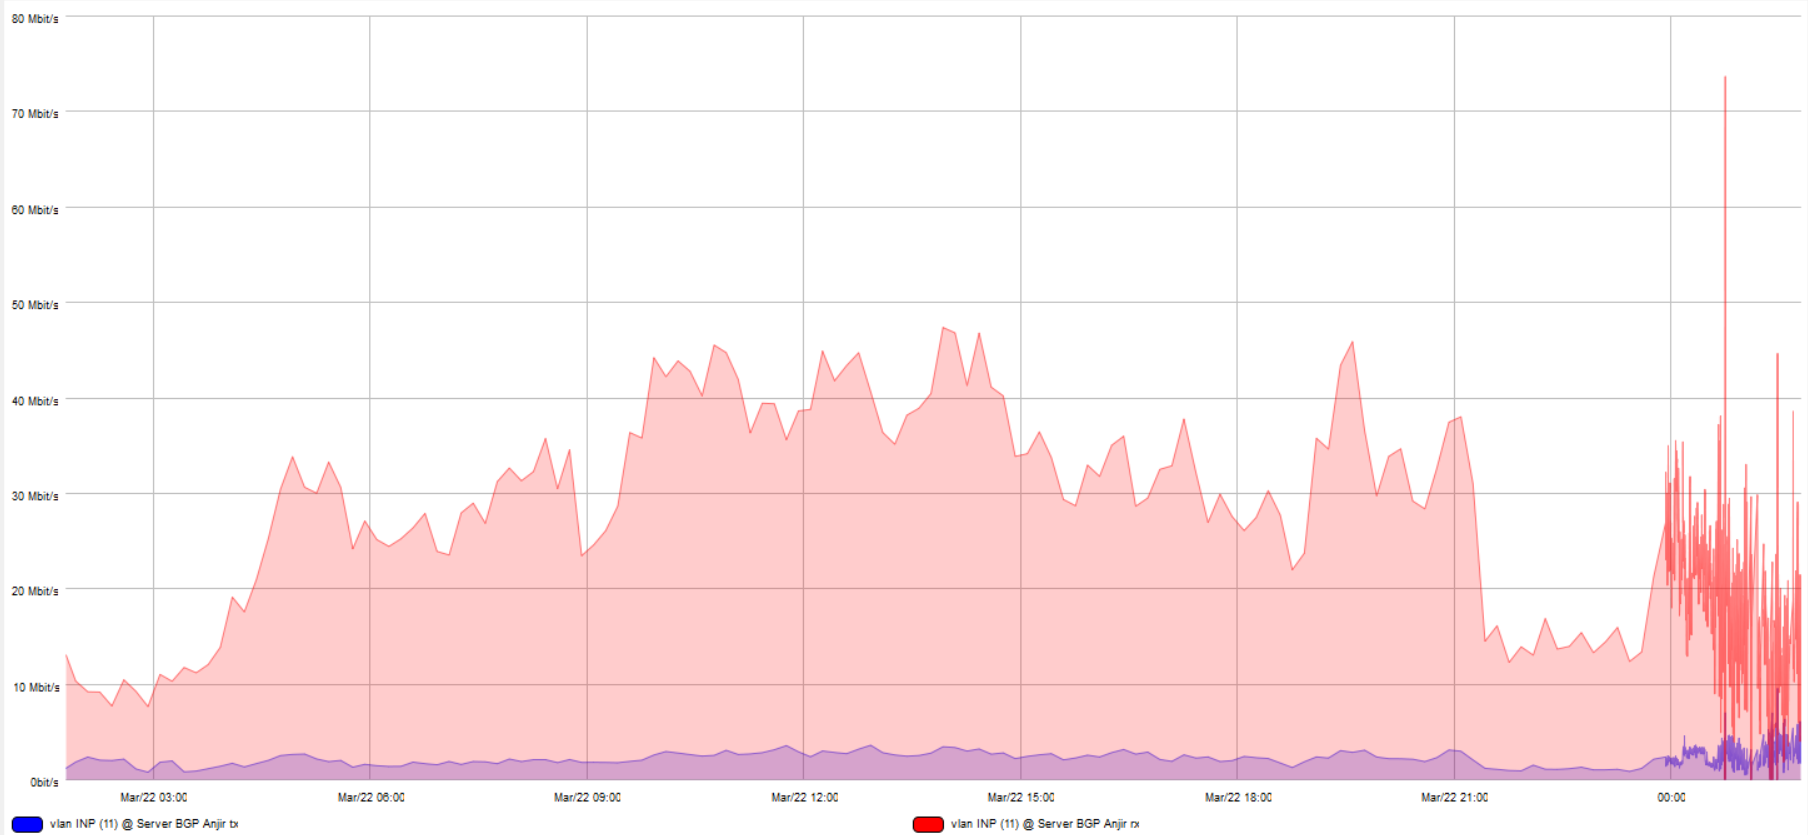 80 Mbit/s
70 Mbit/s
60 Mbit/s
50 Mbit/s
40 Mbit/s
30 Mbit/s
20 Mbit/s
10 Mbit/s
0bit/s
Mar/22 03:00 Mar/22 06:00 Mar/22 09:00 Mar/22 12:00 Mar/22 15:00 Mar/22 18:00 Mar/22 21:00 00:00
vlan INP (11) @ Server BGP Anjir tx vlan INP (11) @ Server BGP Anjir rx